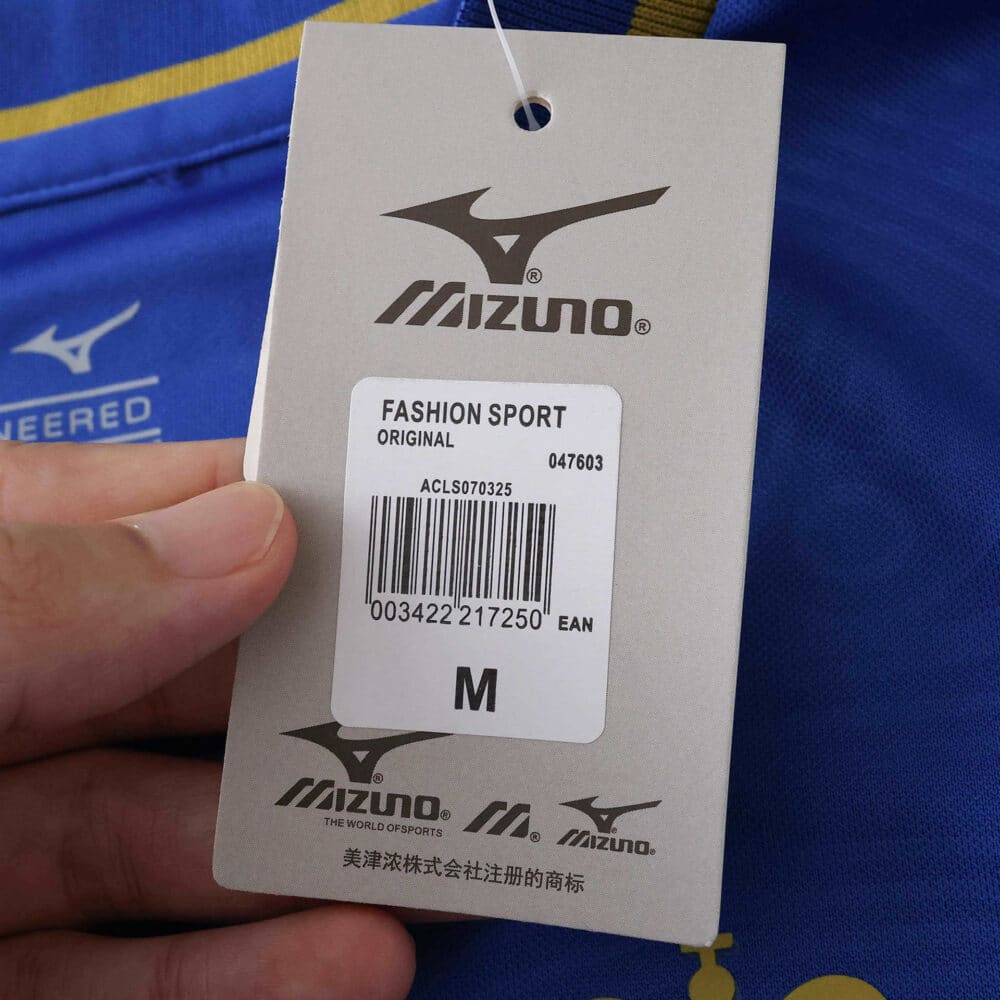 MIZUNO
NEERED
FASHION SPORT
ORIGINAL
047603
ACLS070325
003422 217250 EAN
M
MIZUNO
THE WORLD OFSPORTS
MIZUNO
美津浓株式会社注册的商标